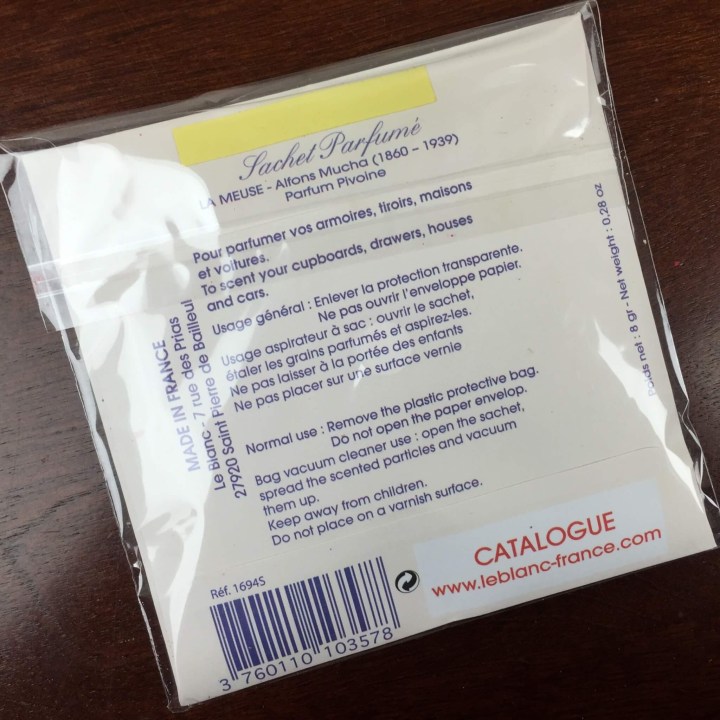 Sachet Parfumé
LA MEUSE - Alfons Mucha (1860 - 1939)
Parfum Pivoine
Pour parfumer vos armoires, tiroirs, maisons
et voitures.
To scent your cupboards, drawers, houses
and cars.
Usage général : Enlever la protection transparente.
Ne pas ouvrir l'enveloppe papier.
Usage aspirateur à sac : ouvrir le sachet,
étaler les grains parfumés et aspirez-les.
Ne pas laisser à la portée des enfants
Ne pas placer sur une surface vernie
Normal use : Remove the plastic protective bag.
Do not open the paper envelop.
Bag vacuum cleaner use : open the sachet,
spread the scented particles and vacuum
them up.
Keep away from children.
Do not place on a varnish surface.
MADE IN FRANCE
Le Blanc - 7 rue des Prias
27920 Saint Pierre de Bailleul
Poids net : 8 gr - Net weight : 0,28 oz
Réf. 1694S
3 760110 103578
CATALOGUE
www.leblanc-france.com